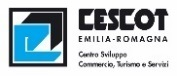 CESCOT
EMILIA-ROMAGNA
Centro Sviluppo
Commercio, Turismo e Servizi